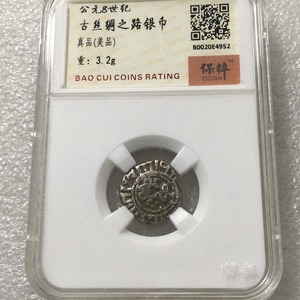 公元8世纪
古丝绸之路银币
真品(美品)
重: 3.2g
B0020E4952
BAO CUI COINS RATING
保粹
CCGA